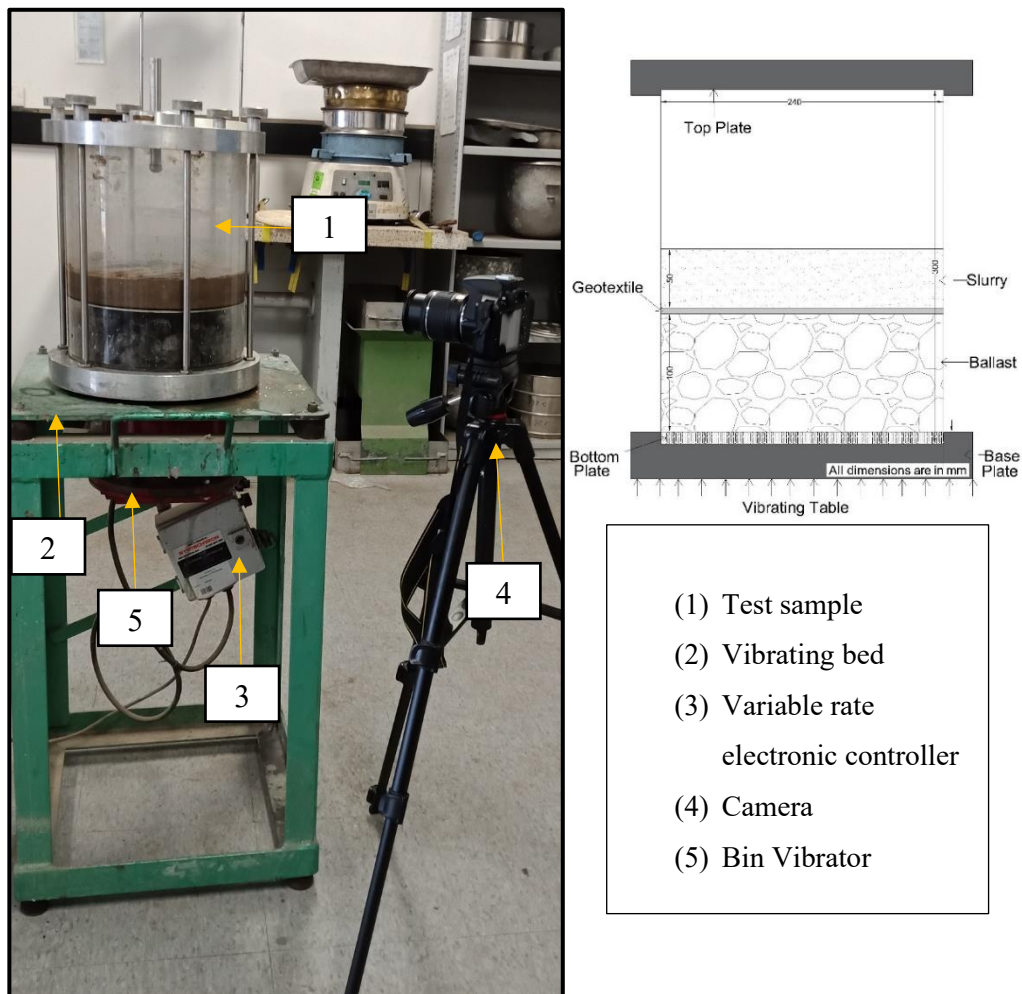 1
2
5
3
4
240
Top Plate
300
50
Geotextile
Slurry
100
Ballast
Bottom
Plate
All dimensions are in mm
Base
Plate
Vibrating Table
(1) Test sample
(2) Vibrating bed
(3) Variable rate
electronic controller
(4) Camera
(5) Bin Vibrator